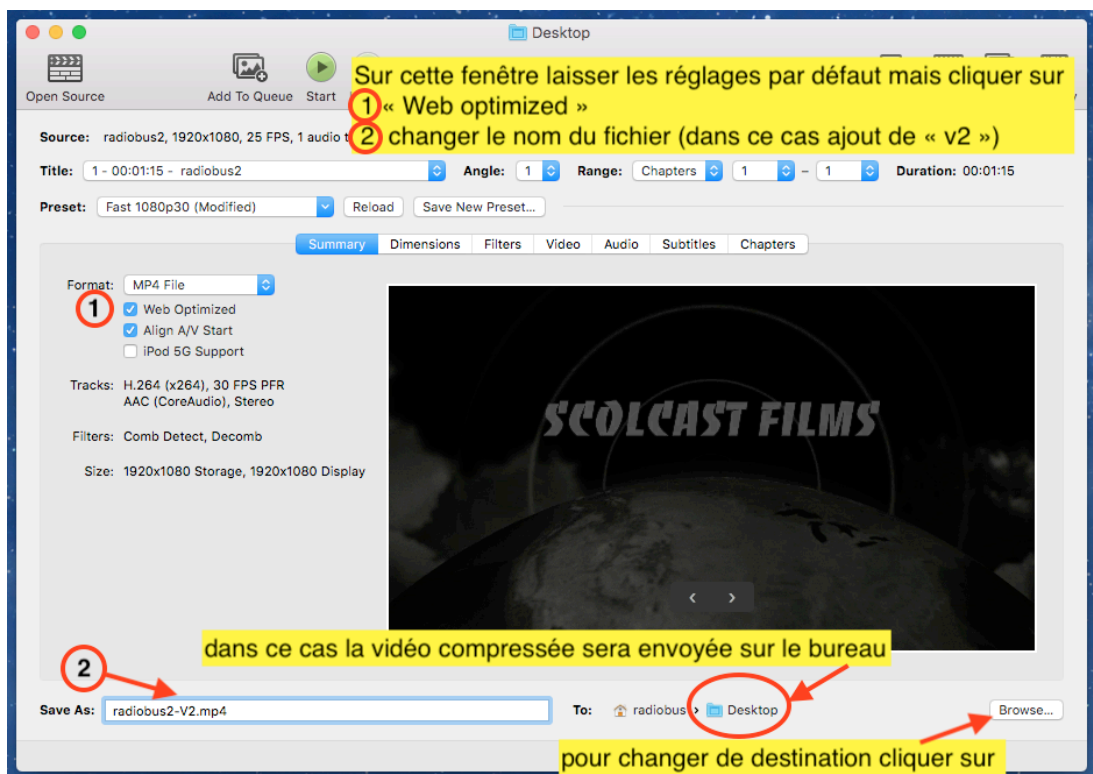 Desktop
Open Source
Add To Queue
Start
Sur cette fenêtre laisser les réglages par défaut mais cliquer sur
1 « Web optimized »
2 changer le nom du fichier (dans ce cas ajout de « v2 »)
Source: radiobus2, 1920x1080, 25 FPS, 1 audio
Title: 1 - 00:01:15 - radiobus2
Angle: 1
Range: Chapters 1 – 1
Duration: 00:01:15
Preset: Fast 1080p30 (Modified)
Reload
Save New Preset...
Summary Dimensions Filters Video Audio Subtitles Chapters
Format: MP4 File
1
Web Optimized
Align A/V Start
iPod 5G Support
Tracks: H.264 (x264), 30 FPS PFR
AAC (CoreAudio), Stereo
Filters: Comb Detect, Decomb
Size: 1920x1080 Storage, 1920x1080 Display
SCOLCAST FILMS
dans ce cas la vidéo compressée sera envoyée sur le bureau
2
Save As: radiobus2-V2.mp4
To: radiobus › Desktop
Browse...
pour changer de destination cliquer sur